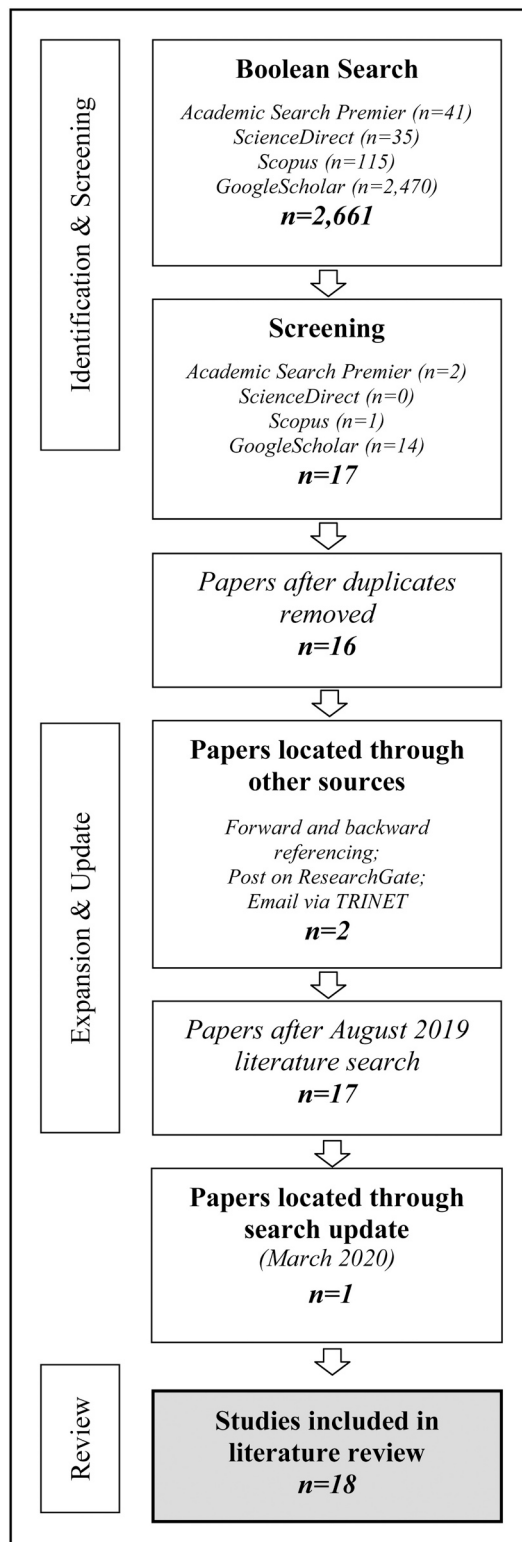 Identification & Screening
Boolean Search
Academic Search Premier (n=41)
ScienceDirect (n=35)
Scopus (n=115)
GoogleScholar (n=2,470)
n=2,661
Screening
Academic Search Premier (n=2)
ScienceDirect (n=0)
Scopus (n=1)
GoogleScholar (n=14)
n=17
Papers after duplicates
removed
n=16
Expansion & Update
Papers located through
other sources
Forward and backward
referencing;
Post on ResearchGate;
Email via TRINET
n=2
Papers after August 2019
literature search
n=17
Papers located through
search update
(March 2020)
n=1
Review
Studies included in
literature review
n=18